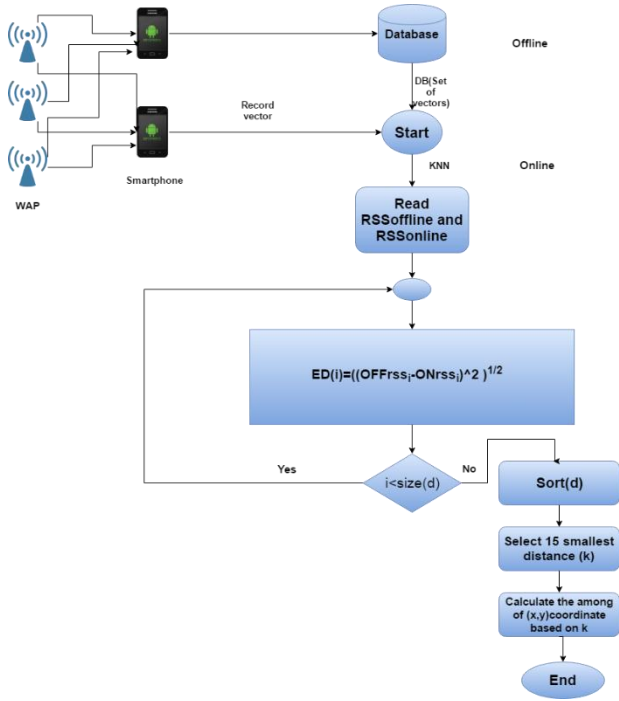 Database
Offline
DB(Set
of
vectors)
Record
vector
Start
KNN
Online
Smartphone
WAP
Read
RSSoffline and
RSSonline
ED(i)=((OFFrssᵢ-ONrssᵢ)^2 )¹/²
Yes
i<size(d)
No
Sort(d)
Select 15 smallest
distance (k)
Calculate the among
of (x,y)coordinate
based on k
End